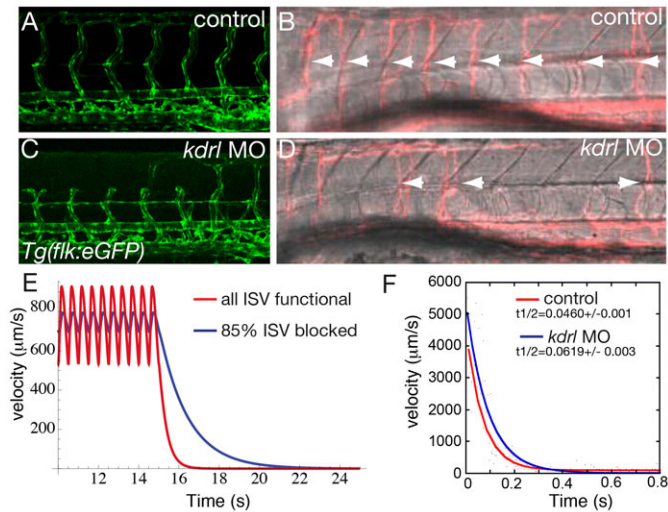 A
control
B
control
C
kdrl MO
Tg(flk:eGFP)
D
kdrl MO
E
all ISV functional
85% ISV blocked
velocity (µm/s)
800
600
400
200
12 14 16 18 20 22 24
Time (s)
F
control
t1/2=0.0460+/-0.001
kdrl MO
t1/2=0.0619+/- 0.003
velocity (µm/s)
6000
5000
4000
3000
2000
1000
0
0 0.2 0.4 0.6 0.8
Time (s)